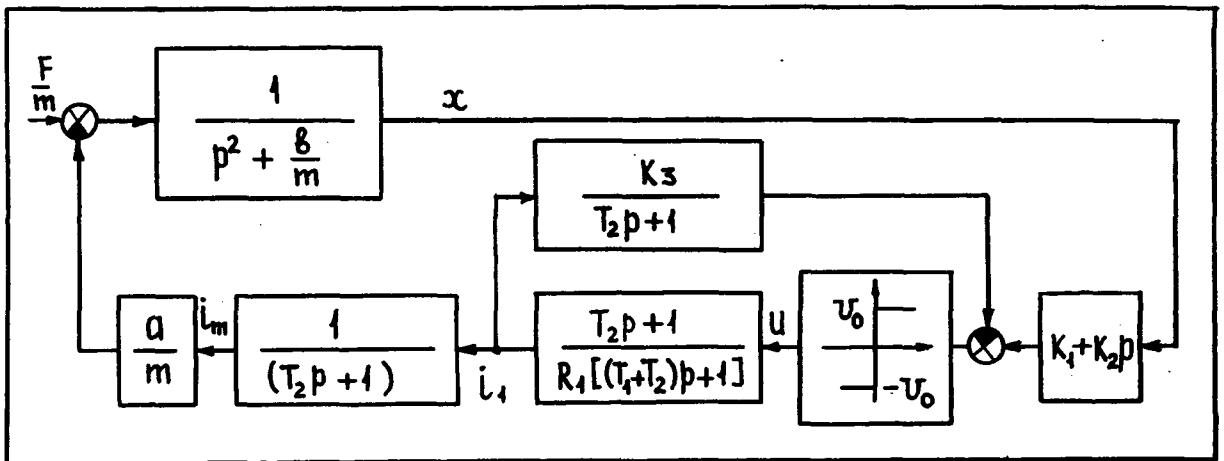 F/m
1
p² + в/m
x
K₃
T₂p+1
a/m
i_m
1
(T₂p+1)
i₁
T₂p+1
R₁[(T₁+T₂)p+1]
u
U₀
-U₀
K₁+K₂p